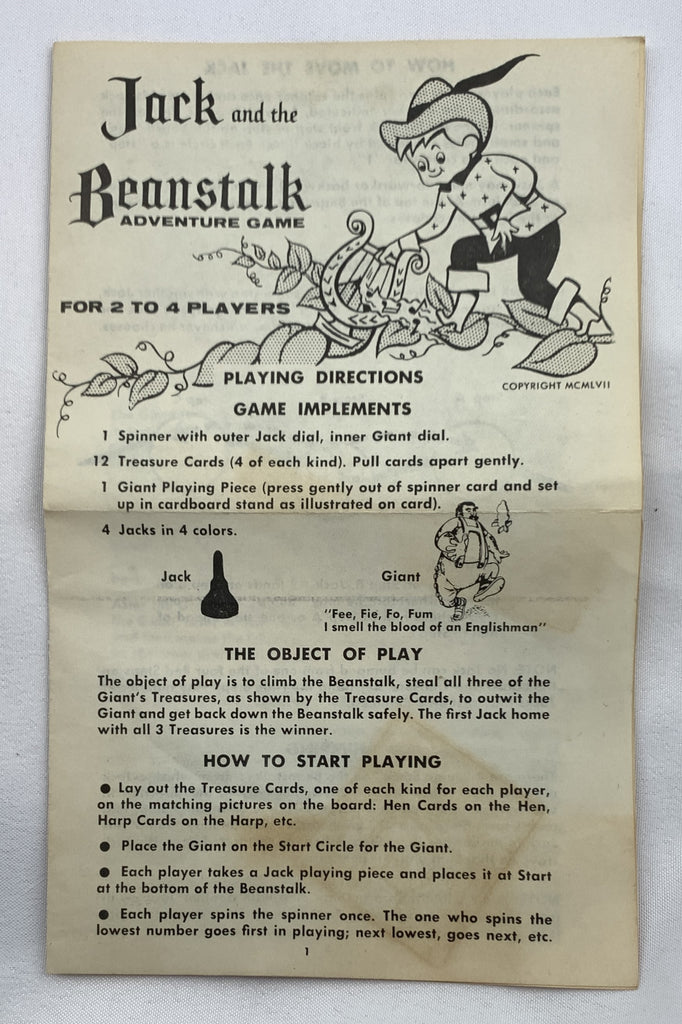 Jack and the
Beanstalk
ADVENTURE GAME
FOR 2 TO 4 PLAYERS
PLAYING DIRECTIONS
COPYRIGHT MCMLVII
GAME IMPLEMENTS
1 Spinner with outer Jack dial, inner Giant dial.
12 Treasure Cards (4 of each kind). Pull cards apart gently.
1 Giant Playing Piece (press gently out of spinner card and set
up in cardboard stand as illustrated on card).
4 Jacks in 4 colors.
Jack
Giant
"Fee, Fie, Fo, Fum
I smell the blood of an Englishman"
THE OBJECT OF PLAY
The object of play is to climb the Beanstalk, steal all three of the
Giant's Treasures, as shown by the Treasure Cards, to outwit the
Giant and get back down the Beanstalk safely. The first Jack home
with all 3 Treasures is the winner.
HOW TO START PLAYING
● Lay out the Treasure Cards, one of each kind for each player,
on the matching pictures on the board: Hen Cards on the Hen,
Harp Cards on the Harp, etc.
● Place the Giant on the Start Circle for the Giant.
● Each player takes a Jack playing piece and places it at Start
at the bottom of the Beanstalk.
● Each player spins the spinner once. The one who spins the
lowest number goes first in playing; next lowest, goes next, etc.
1